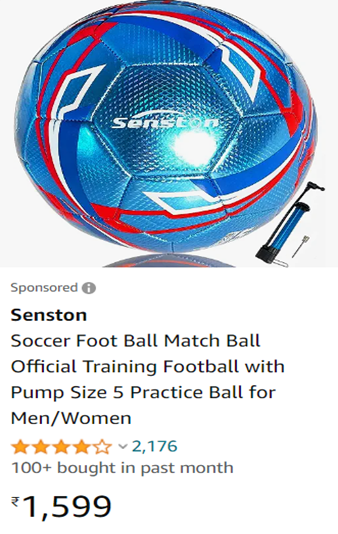 Senston
Sponsored
Senston
Soccer Foot Ball Match Ball
Official Training Football with
Pump Size 5 Practice Ball for
Men/Women
2,176
100+ bought in past month
₹1,599